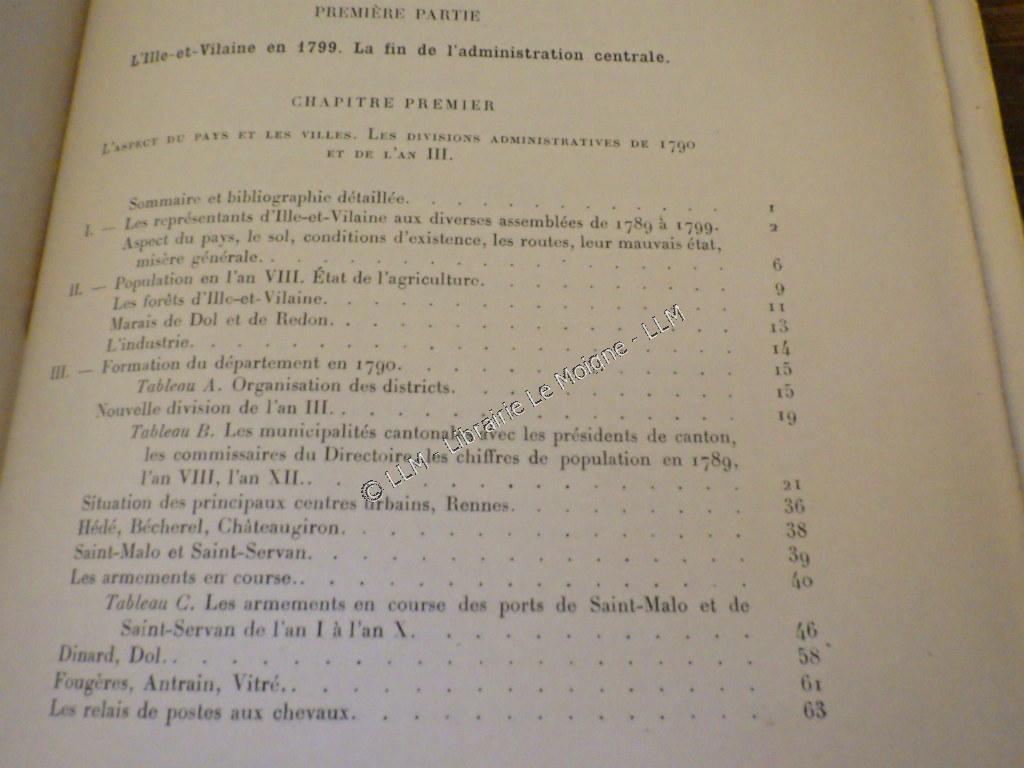 PREMIÈRE PARTIE
L'Ille-et-Vilaine en 1799. La fin de l'administration centrale.
CHAPITRE PREMIER
L'ASPECT DU PAYS ET LES VILLES. LES DIVISIONS ADMINISTRATIVES DE 1790
ET DE L'AN III.
Sommaire et bibliographie détaillée. . . . . . . . . . . . 1
I. — Les représentants d'Ille-et-Vilaine aux diverses assemblées de 1789 à 1799. 2
Aspect du pays, le sol, conditions d'existence, les routes, leur mauvais état,
misère générale. . . . . . . . . . . . . . . . . 6
II. — Population en l'an VIII. État de l'agriculture. . . . . . . . . 9
Les forêts d'Ille-et-Vilaine. . . . . . . . . . . . . . . 11
Marais de Dol et de Redon. . . . . . . . . . . . . . . 13
L'industrie. . . . . . . . . . . . . . . . . . . . 14
III. — Formation du département en 1790. . . . . . . . . . . . 15
Tableau A. Organisation des districts. . . . . . . . . . 15
Nouvelle division de l'an III. . . . . . . . . . . . . . . 19
Tableau B. Les municipalités cantonales avec les présidents de canton,
les commissaires du Directoire, les chiffres de population en 1789,
l'an VIII, l'an XII. . . . . . . . . . . . . . . . 21
Situation des principaux centres urbains, Rennes. . . . . . . . 36
Hédé, Bécherel, Châteaugiron. . . . . . . . . . . . . . 38
Saint-Malo et Saint-Servan. . . . . . . . . . . . . . . 39
Les armements en course. . . . . . . . . . . . . . . . 40
Tableau C. Les armements en course des ports de Saint-Malo et de
Saint-Servan de l'an I à l'an X. . . . . . . . . . . 46
Dinard, Dol. . . . . . . . . . . . . . . . . . . . 58
Fougères, Antrain, Vitré. . . . . . . . . . . . . . . . 61
Les relais de postes aux chevaux. . . . . . . . . . . . . 63
© LLM - Librairie Le Moigne - LLM